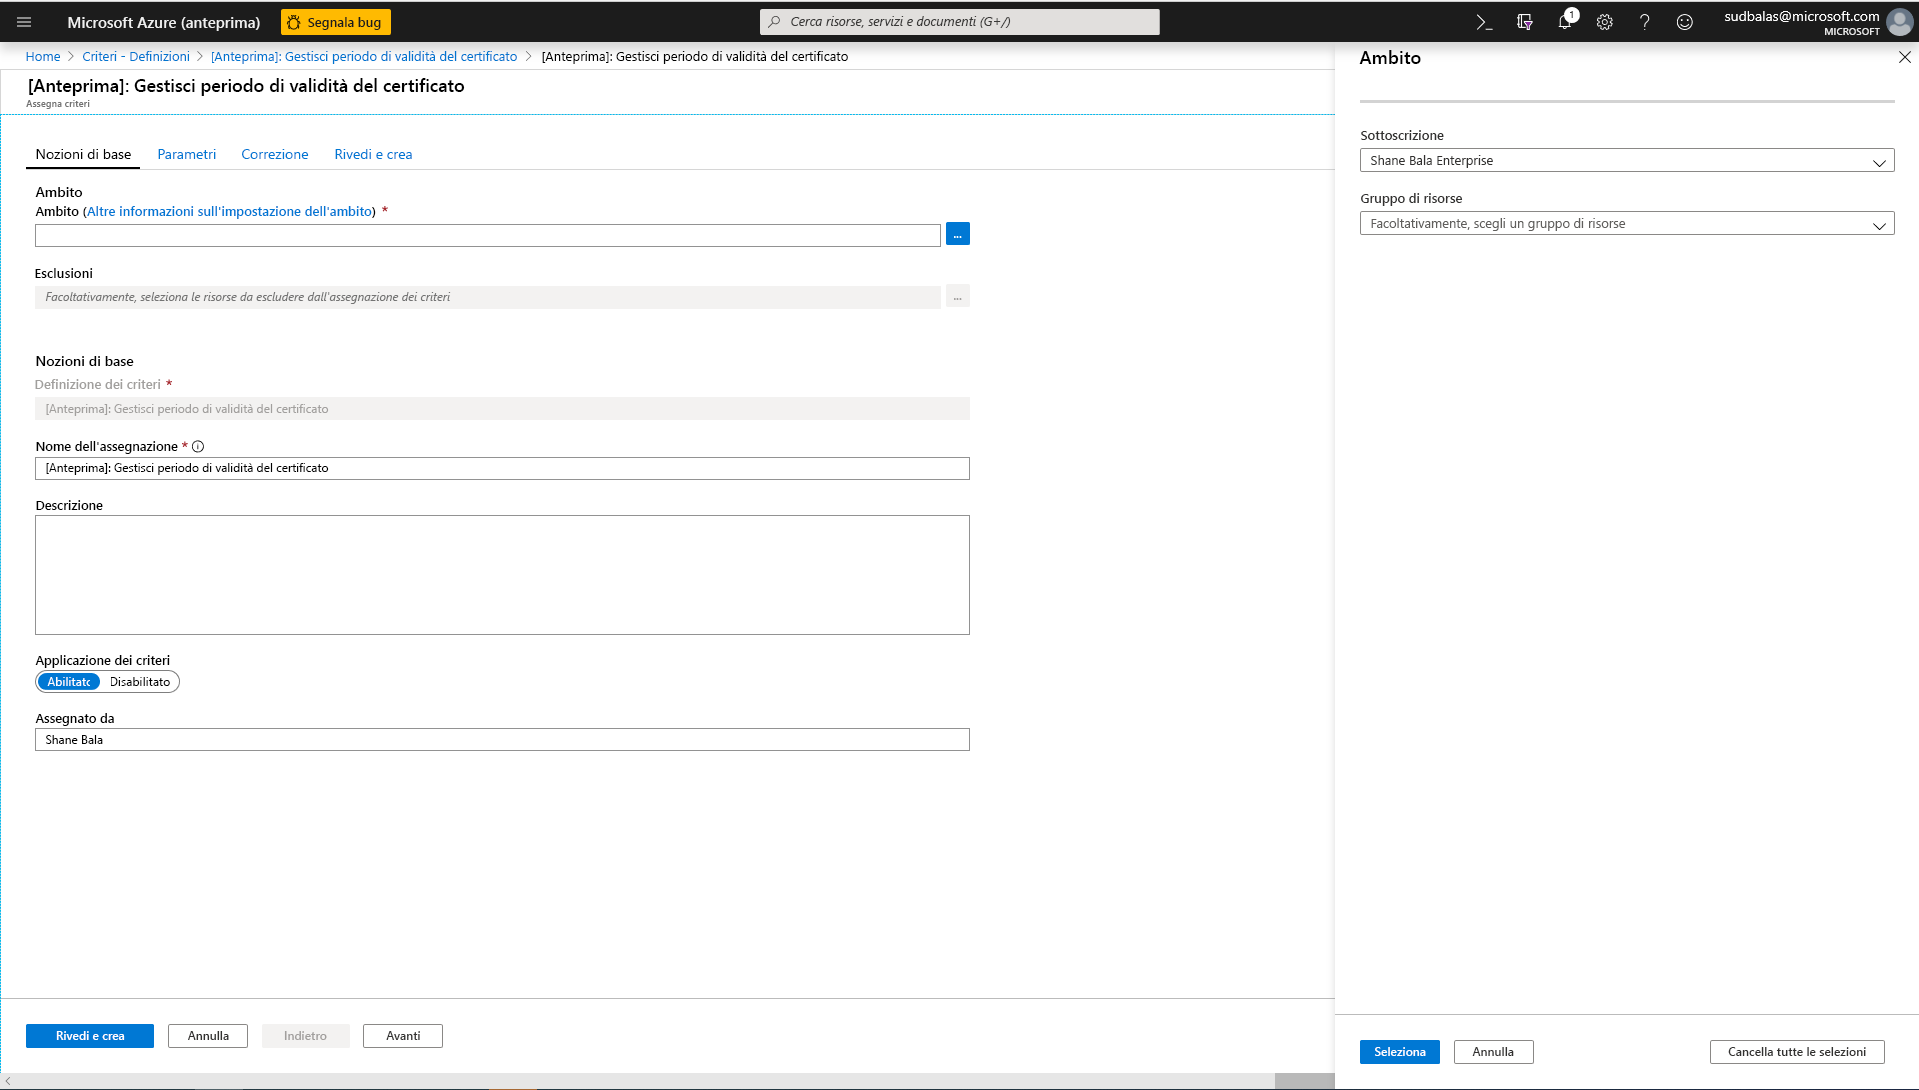 Microsoft Azure (anteprima)
Segnala bug
Cerca risorse, servizi e documenti (G+/)
1
sudbalas@microsoft.com
MICROSOFT
Home > Criteri - Definizioni > [Anteprima]: Gestisci periodo di validità del certificato > [Anteprima]: Gestisci periodo di validità del certificato
[Anteprima]: Gestisci periodo di validità del certificato
Assegna criteri
Nozioni di base Parametri Correzione Rivedi e crea
Ambito
Ambito (Altre informazioni sull'impostazione dell'ambito) *
...
Esclusioni
Facoltativamente, seleziona le risorse da escludere dall'assegnazione dei criteri
...
Nozioni di base
Definizione dei criteri *
[Anteprima]: Gestisci periodo di validità del certificato
Nome dell'assegnazione *
[Anteprima]: Gestisci periodo di validità del certificato
Descrizione
Applicazione dei criteri
Abilitato Disabilitato
Assegnato da
Shane Bala
Rivedi e crea Annulla Indietro Avanti
Ambito
Sottoscrizione
Shane Bala Enterprise
Gruppo di risorse
Facoltativamente, scegli un gruppo di risorse
Seleziona Annulla Cancella tutte le selezioni